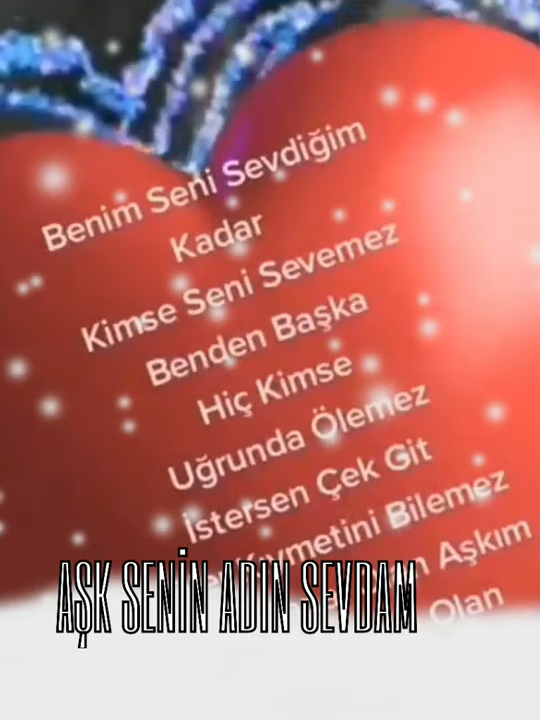 Benim Seni Sevdiğim
Kadar
Kimse Seni Sevemez
Benden Başka
Hiç Kimse
Uğrunda Ölemez
İstersen Çek Git
Kıymetini Bilemez
Aşkım
Olan
AŞK SENİN ADIN SEVDAM